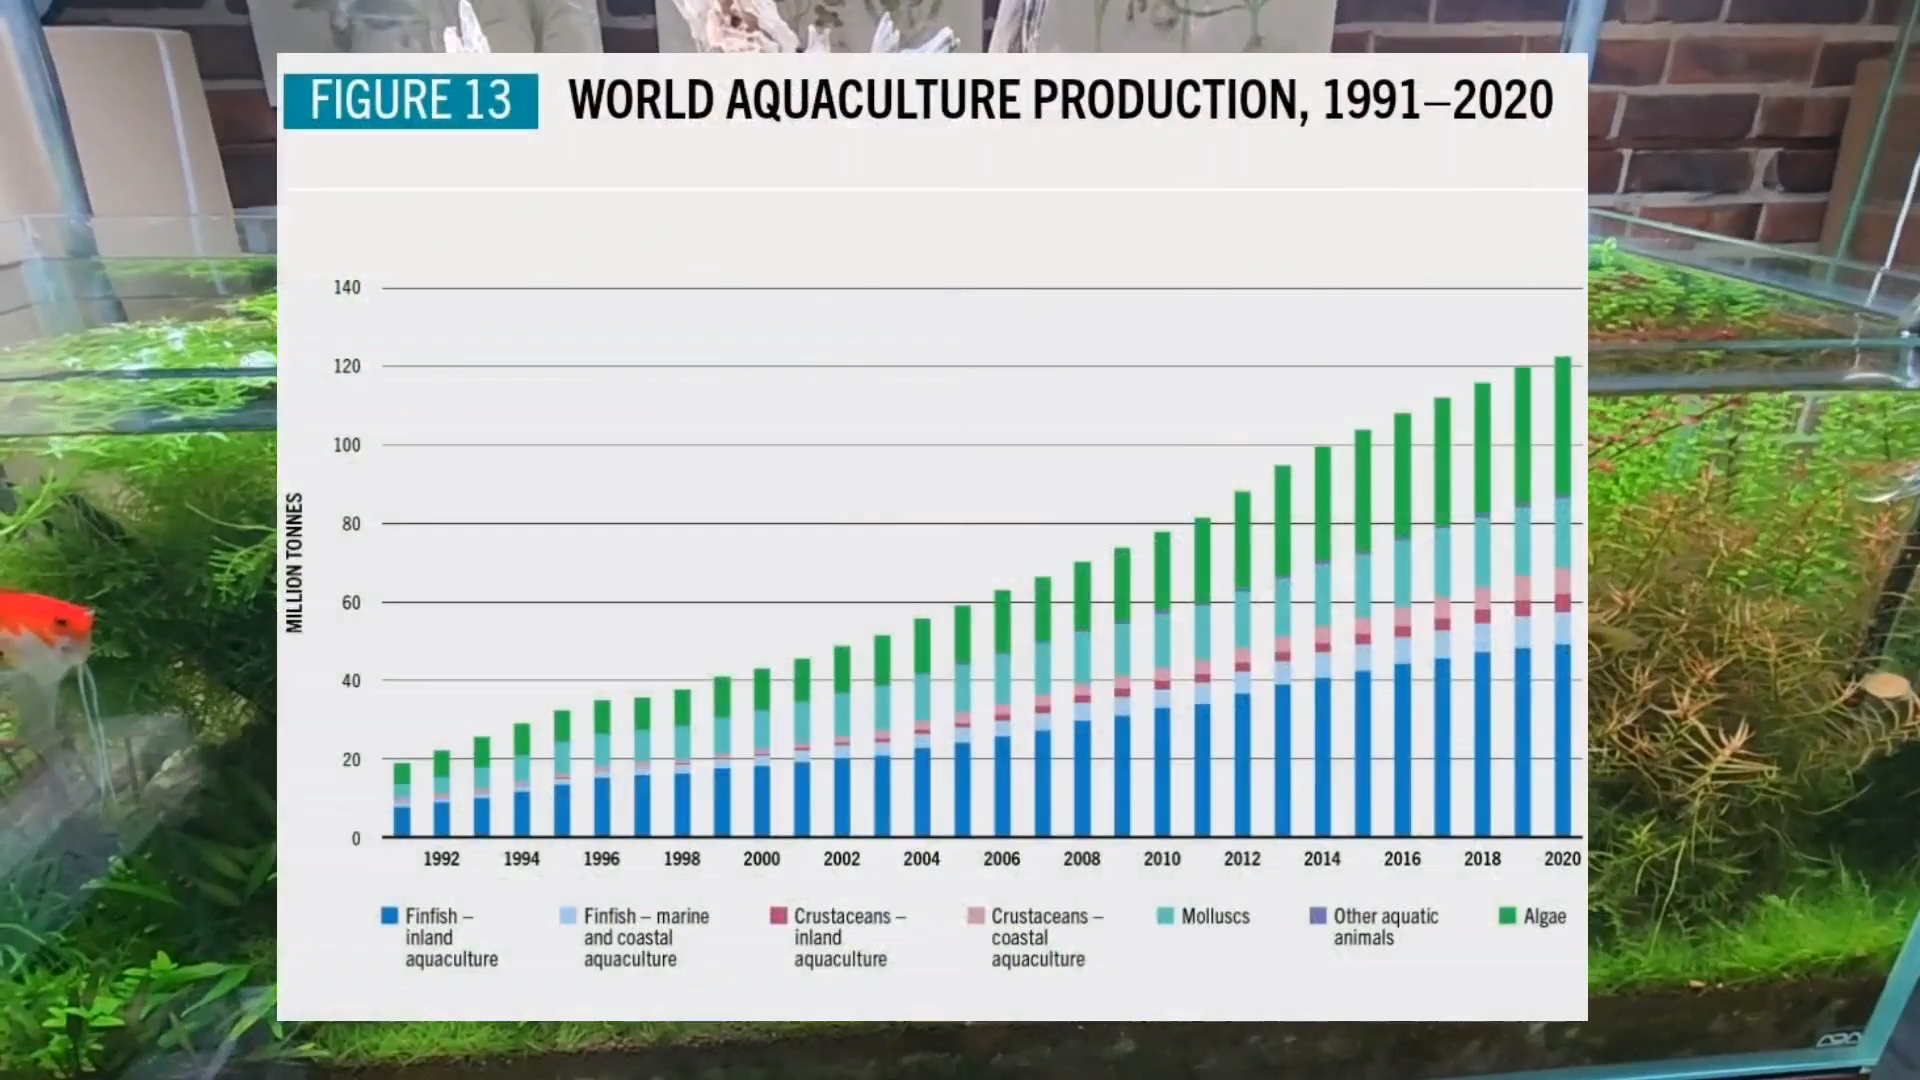 FIGURE 13 WORLD AQUACULTURE PRODUCTION, 1991–2020
140
120
100
80
60
40
20
0
MILLION TONNES
1992 1994 1996 1998 2000 2002 2004 2006 2008 2010 2012 2014 2016 2018 2020
Finfish –
inland
aquaculture
Finfish – marine
and coastal
aquaculture
Crustaceans –
inland
aquaculture
Crustaceans –
coastal
aquaculture
Molluscs
Other aquatic
animals
Algae